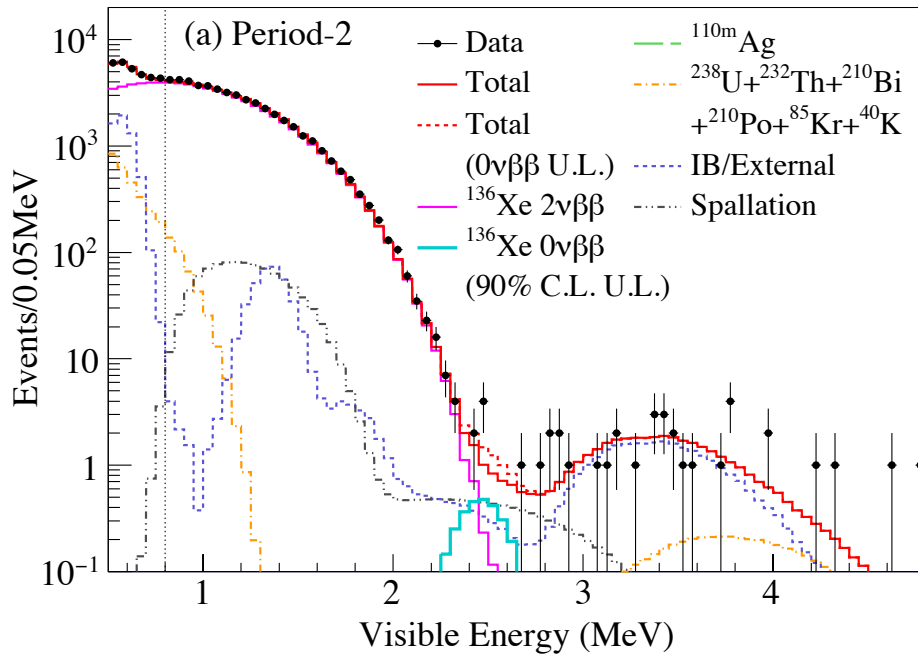 (a) Period-2
Data
Total
Total
(0νββ U.L.)
¹³⁶Xe 2νββ
¹³⁶Xe 0νββ
(90% C.L. U.L.)
¹¹⁰ᵐAg
²³⁸U+²³²Th+²¹⁰Bi
+²¹⁰Po+⁸⁵Kr+⁴⁰K
IB/External
Spallation
Events/0.05MeV
10⁴
10³
10²
10
1
10⁻¹
1
2
3
4
Visible Energy (MeV)